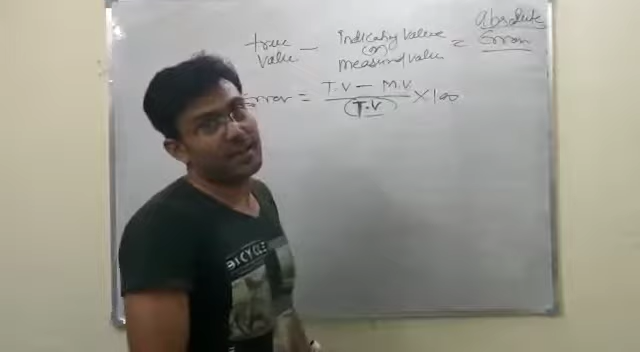 true value - indicating value (or) measured value = Absolute Error
Error = T.V - M.V / T.V × 100
BICYCLE